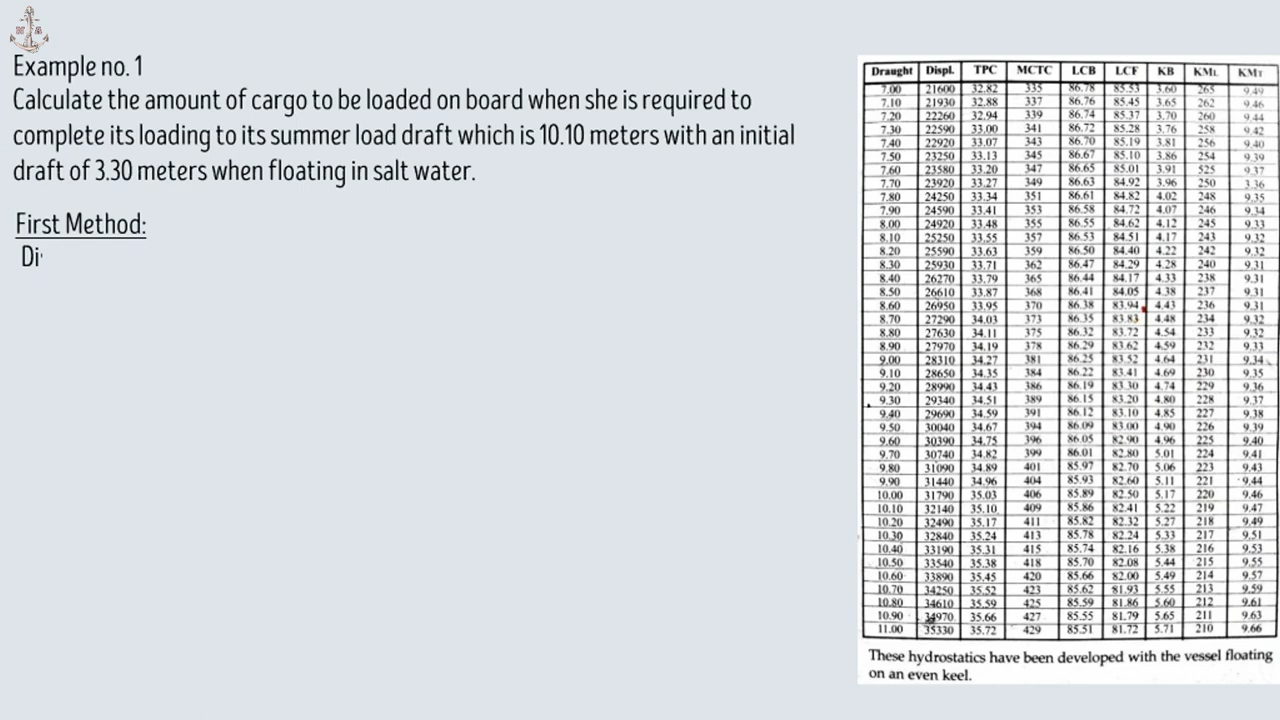 Example no. 1
Calculate the amount of cargo to be loaded on board when she is required to
complete its loading to its summer load draft which is 10.10 meters with an initial
draft of 3.30 meters when floating in salt water.
First Method:
Di
Draught Displ. TPC MCTC LCB LCF KB KML KMT
7.00 21600 32.82 335 86.78 85.53 3.60 265 9.49
7.10 21930 32.88 337 86.76 85.45 3.65 262 9.46
7.20 22260 32.94 339 86.74 85.37 3.70 260 9.44
7.30 22590 33.00 341 86.72 85.28 3.76 258 9.42
7.40 22920 33.07 343 86.70 85.19 3.81 256 9.40
7.50 23250 33.13 345 86.67 85.10 3.86 254 9.39
7.60 23580 33.20 347 86.65 85.01 3.91 525 9.37
7.70 23920 33.27 349 86.63 84.92 3.96 250 3.36
7.80 24250 33.34 351 86.61 84.82 4.02 248 9.35
7.90 24590 33.41 353 86.58 84.72 4.07 246 9.34
8.00 24920 33.48 355 86.55 84.62 4.12 245 9.33
8.10 25250 33.55 357 86.53 84.51 4.17 243 9.32
8.20 25590 33.63 359 86.50 84.40 4.22 242 9.32
8.30 25930 33.71 362 86.47 84.29 4.28 240 9.31
8.40 26270 33.79 365 86.44 84.17 4.33 238 9.31
8.50 26610 33.87 368 86.41 84.05 4.38 237 9.31
8.60 26950 33.95 370 86.38 83.94 4.43 236 9.31
8.70 27290 34.03 373 86.35 83.83 4.48 234 9.32
8.80 27630 34.11 375 86.32 83.72 4.54 233 9.32
8.90 27970 34.19 378 86.29 83.62 4.59 232 9.33
9.00 28310 34.27 381 86.25 83.52 4.64 231 9.34
9.10 28650 34.35 384 86.22 83.41 4.69 230 9.35
9.20 28990 34.43 386 86.19 83.30 4.74 229 9.36
9.30 29340 34.51 389 86.15 83.20 4.80 228 9.37
9.40 29690 34.59 391 86.12 83.10 4.85 227 9.38
9.50 30040 34.67 394 86.09 83.00 4.90 226 9.39
9.60 30390 34.75 396 86.05 82.90 4.96 225 9.40
9.70 30740 34.82 399 86.01 82.80 5.01 224 9.41
9.80 31090 34.89 401 85.97 82.70 5.06 223 9.43
9.90 31440 34.96 404 85.93 82.60 5.11 221 9.44
10.00 31790 35.03 406 85.89 82.50 5.17 220 9.46
10.10 32140 35.10 409 85.86 82.41 5.22 219 9.47
10.20 32490 35.17 411 85.82 82.32 5.27 218 9.49
10.30 32840 35.24 413 85.78 82.24 5.33 217 9.51
10.40 33190 35.31 415 85.74 82.16 5.38 216 9.53
10.50 33540 35.38 418 85.70 82.08 5.44 215 9.55
10.60 33890 35.45 420 85.66 82.00 5.49 214 9.57
10.70 34250 35.52 423 85.62 81.93 5.55 213 9.59
10.80 34610 35.59 425 85.59 81.86 5.60 212 9.61
10.90 34970 35.66 427 85.55 81.79 5.65 211 9.63
11.00 35330 35.72 429 85.51 81.72 5.71 210 9.66
These hydrostatics have been developed with the vessel floating
on an even keel.